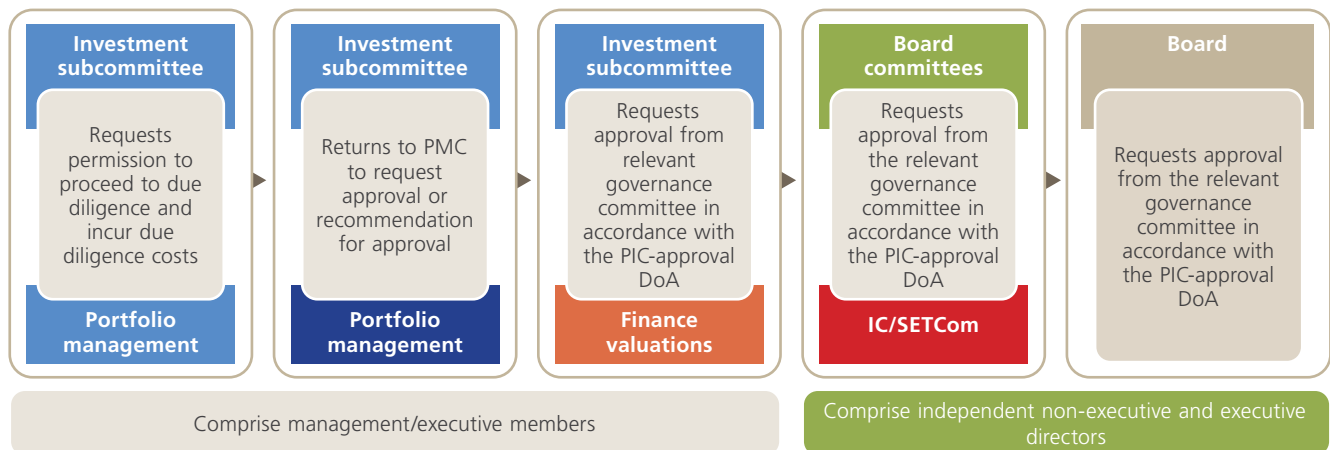 Investment
subcommittee
Requests
permission to
proceed to due
diligence and
incur due
diligence costs
Portfolio
management
Investment
subcommittee
Returns to PMC
to request
approval or
recommendation
for approval
Portfolio
management
Investment
subcommittee
Requests
approval from
relevant
governance
committee in
accordance with
the PIC-approval
DoA
Finance
valuations
Board
committees
Requests
approval from
the relevant
governance
committee in
accordance with
the PIC-approval
DoA
IC/SETCom
Board
Requests approval
from the relevant
governance
committee in
accordance with
the PIC-approval
DoA
Comprise management/executive members
Comprise independent non-executive and executive
directors